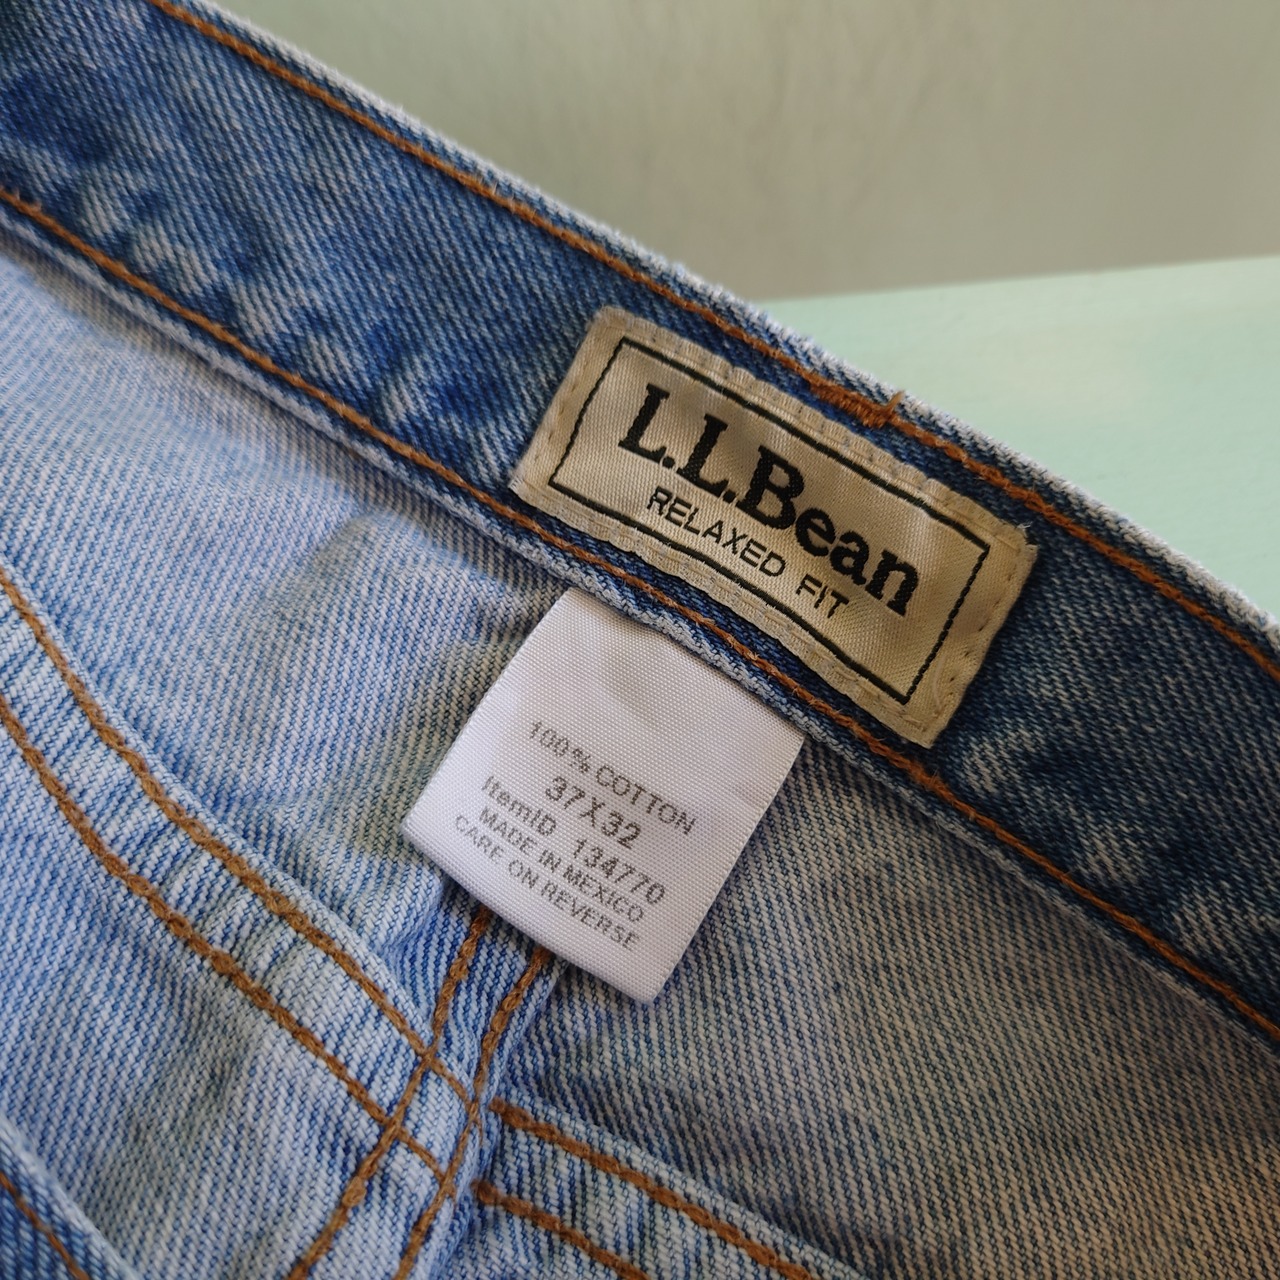 L.L.Bean
RELAXED FIT
100% COTTON
37X32
ItemID 134770
MADE IN MEXICO
CARE ON REVERSE